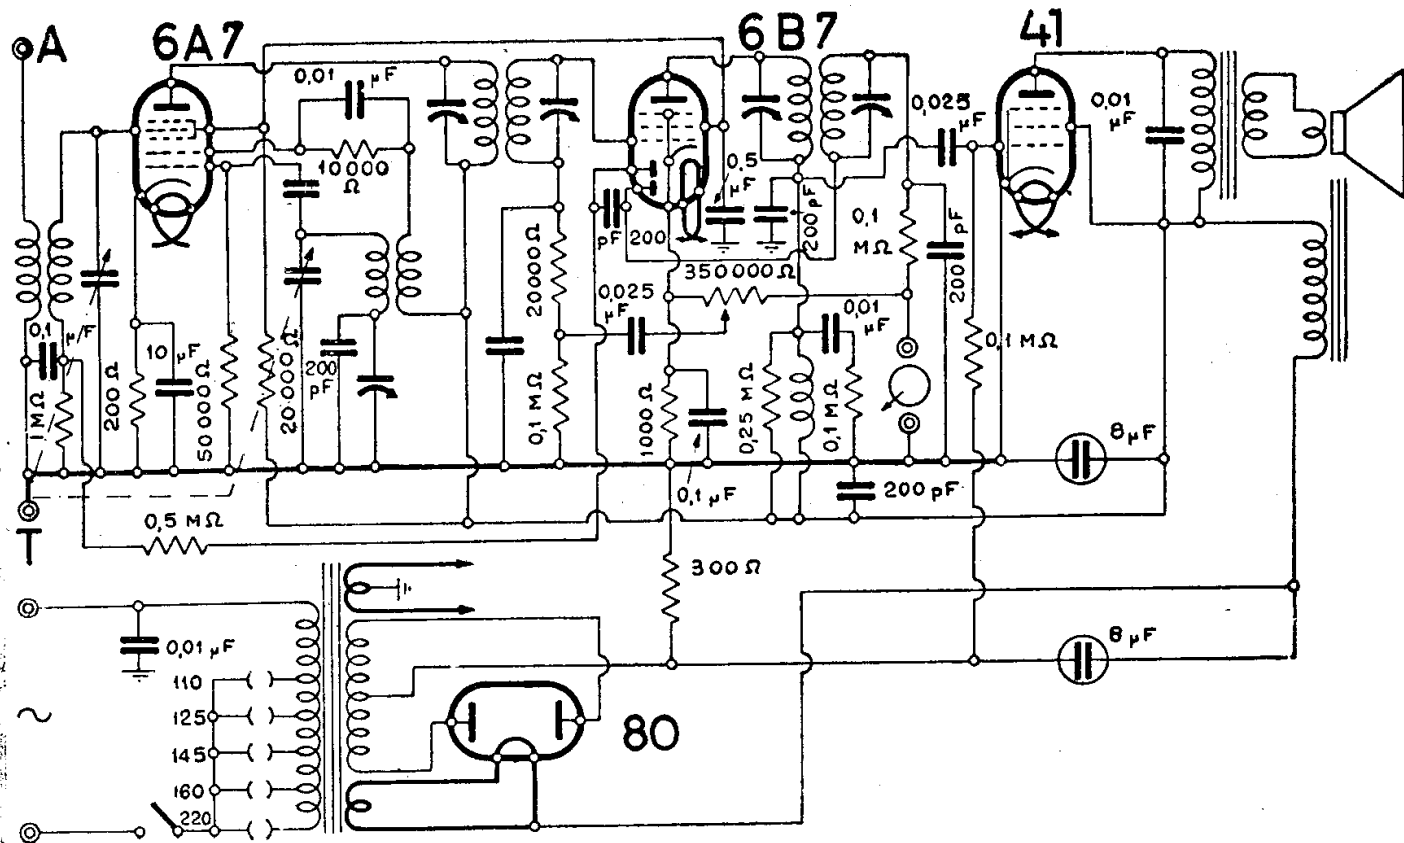 A
6A7
6B7
41
0,01 µF
10000 Ω
0,025 µF
0,01 µF
0,5 µF
200 pF
pF 200
0,1 MΩ
200 pF
350000 Ω
0,1 µ/F
10 µF
1 MΩ
200 Ω
50000 Ω
20000 Ω
200 pF
20000 Ω
0,025 µF
0,01 µF
0,1 MΩ
0,1 MΩ
1000 Ω
0,25 MΩ
0,1 MΩ
8 µF
0,1 µF
200 pF
T
0,5 MΩ
300 Ω
0,01 µF
8 µF
110
125
145
160
220
80